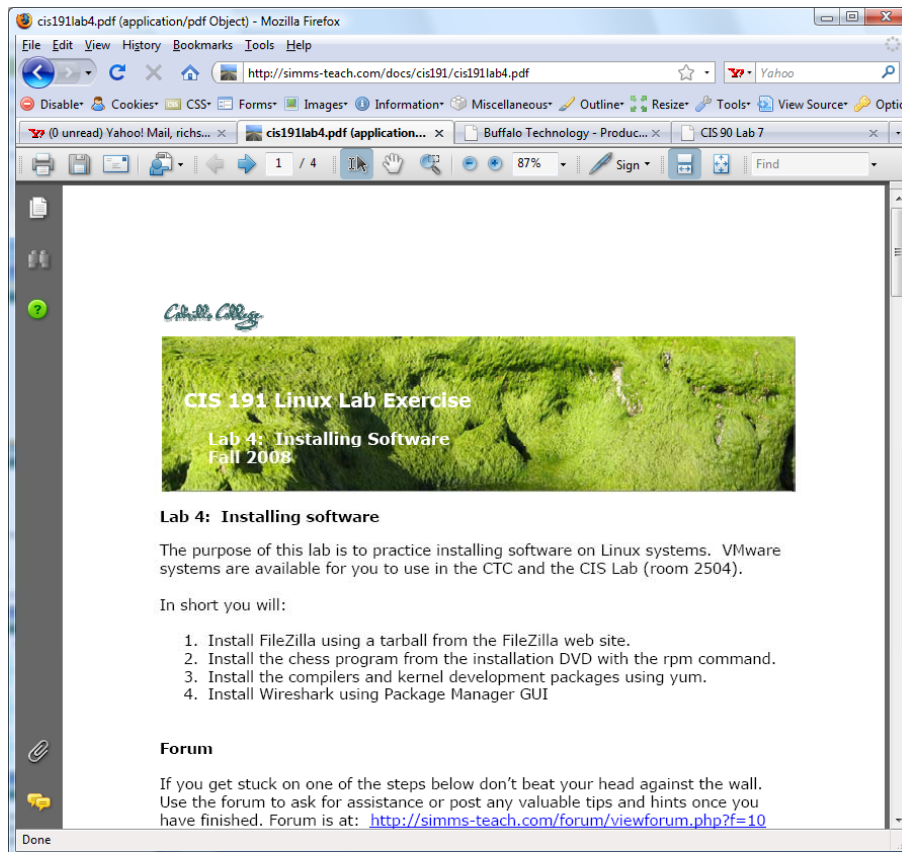 cis191lab4.pdf (application/pdf Object) - Mozilla Firefox
File Edit View History Bookmarks Tools Help
http://simms-teach.com/docs/cis191/cis191lab4.pdf Yahoo
Disable Cookies CSS Forms Images Information Miscellaneous Outline Resize Tools View Source Optic
(0 unread) Yahoo! Mail, richs... cis191lab4.pdf (application... Buffalo Technology - Produc... CIS 90 Lab 7
1 / 4 87% Sign Find
Cabrillo College
CIS 191 Linux Lab Exercise
Lab 4: Installing Software
Fall 2008
Lab 4: Installing software
The purpose of this lab is to practice installing software on Linux systems. VMware
systems are available for you to use in the CTC and the CIS Lab (room 2504).
In short you will:
1. Install FileZilla using a tarball from the FileZilla web site.
2. Install the chess program from the installation DVD with the rpm command.
3. Install the compilers and kernel development packages using yum.
4. Install Wireshark using Package Manager GUI
Forum
If you get stuck on one of the steps below don't beat your head against the wall.
Use the forum to ask for assistance or post any valuable tips and hints once you
have finished. Forum is at: http://simms-teach.com/forum/viewforum.php?f=10
Done